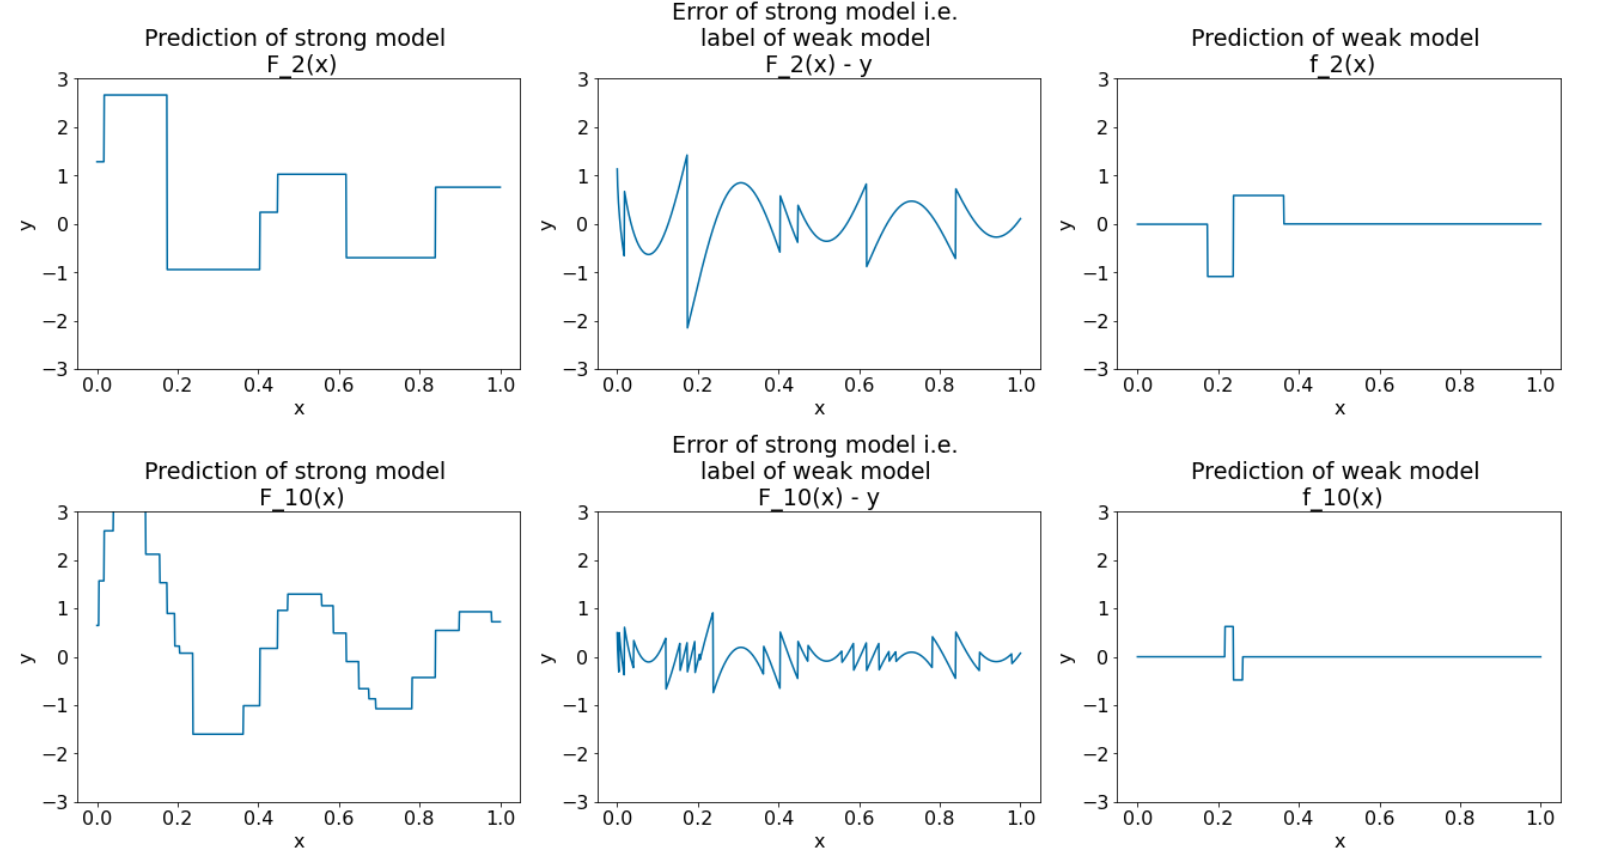 Prediction of strong model
F_2(x)
3
2
1
0
−1
−2
−3
y
0.0 0.2 0.4 0.6 0.8 1.0
x
Error of strong model i.e.
label of weak model
F_2(x) - y
3
2
1
0
−1
−2
−3
y
0.0 0.2 0.4 0.6 0.8 1.0
x
Prediction of weak model
f_2(x)
3
2
1
0
−1
−2
−3
y
0.0 0.2 0.4 0.6 0.8 1.0
x
Prediction of strong model
F_10(x)
3
2
1
0
−1
−2
−3
y
0.0 0.2 0.4 0.6 0.8 1.0
x
Error of strong model i.e.
label of weak model
F_10(x) - y
3
2
1
0
−1
−2
−3
y
0.0 0.2 0.4 0.6 0.8 1.0
x
Prediction of weak model
f_10(x)
3
2
1
0
−1
−2
−3
y
0.0 0.2 0.4 0.6 0.8 1.0
x